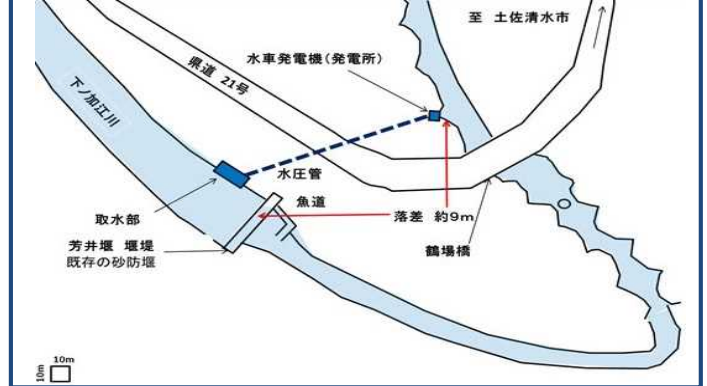 至 土佐清水市
水車発電機(発電所)
県道 21号
下ノ加江川
水圧管
魚道
取水部
落差 約9m
芳井堰 堰堤
既存の砂防堰
鶴場橋
10m
10m